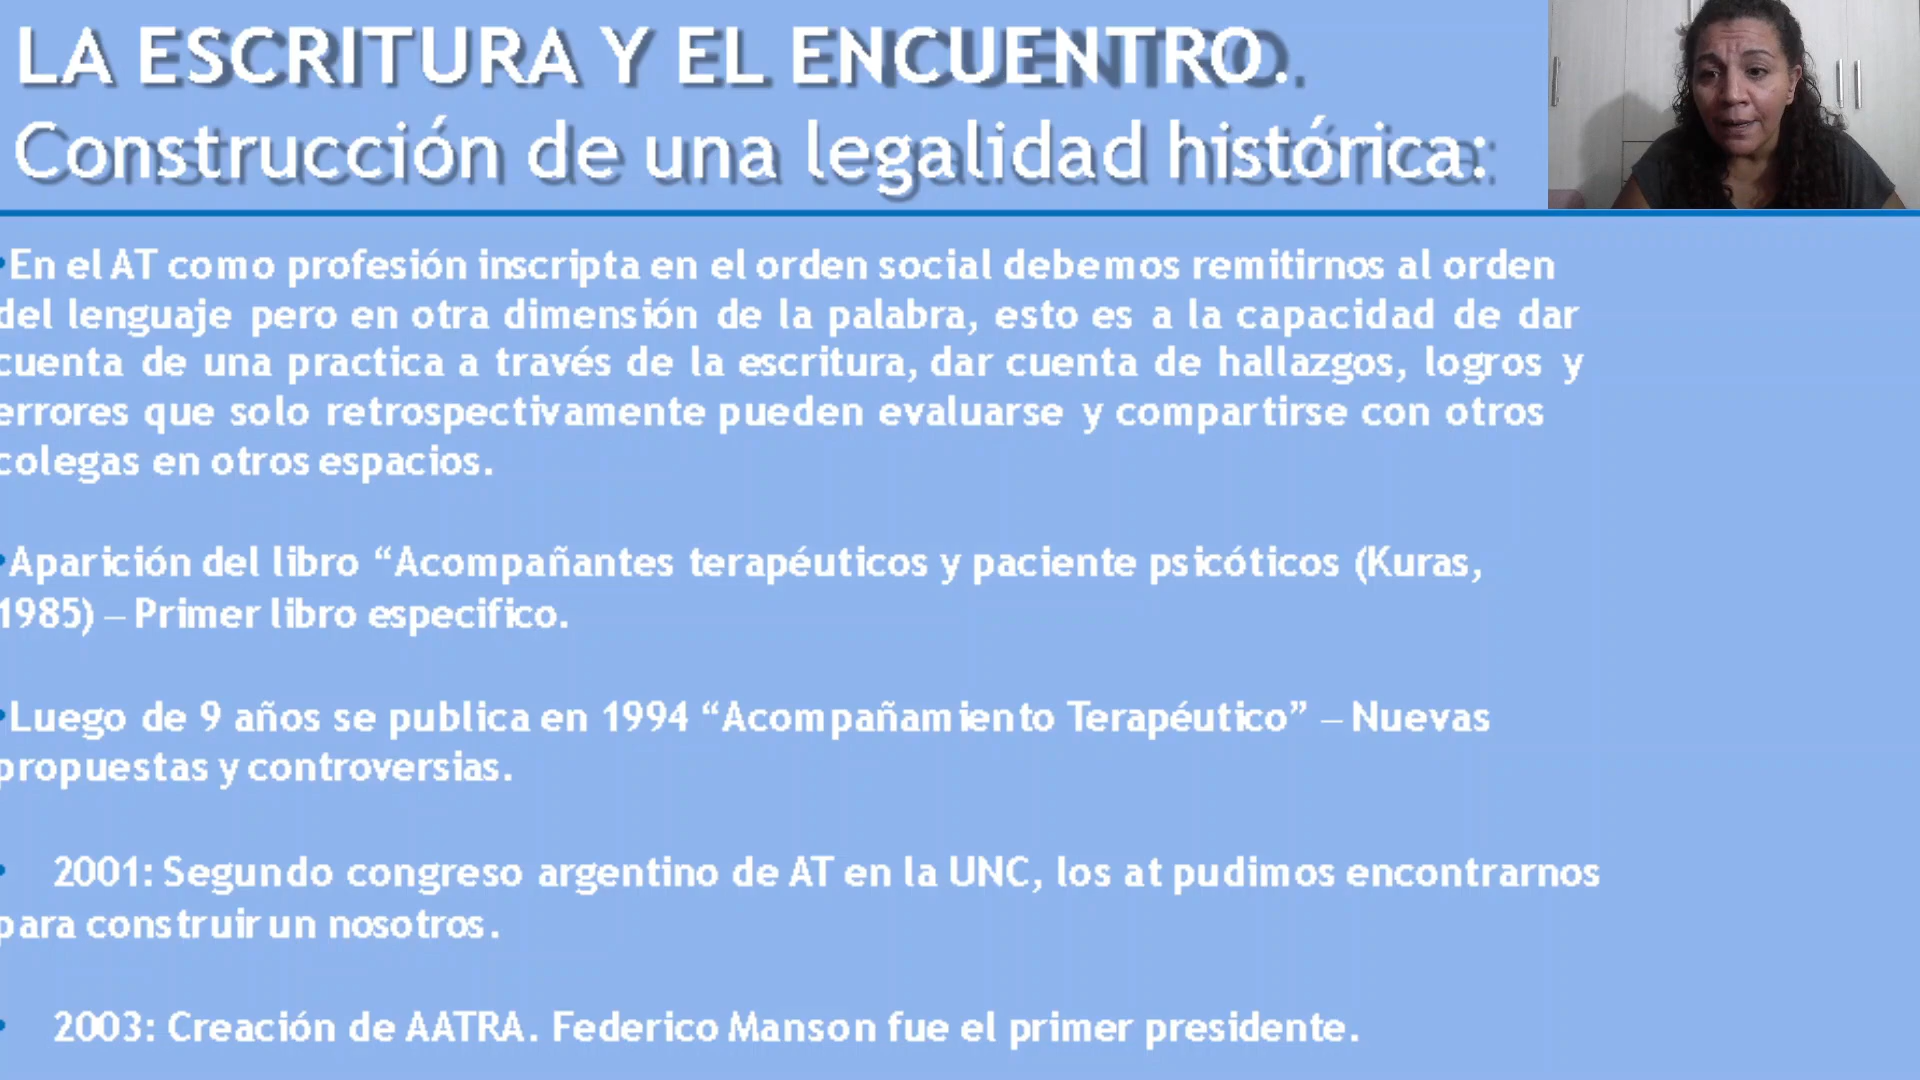 LA ESCRITURA Y EL ENCUENTRO.
Construcción de una legalidad histórica:
•En el AT como profesión inscripta en el orden social debemos remitirnos al orden
del lenguaje pero en otra dimensión de la palabra, esto es a la capacidad de dar
cuenta de una practica a través de la escritura, dar cuenta de hallazgos, logros y
errores que solo retrospectivamente pueden evaluarse y compartirse con otros
colegas en otros espacios.
•Aparición del libro “Acompañantes terapéuticos y paciente psicóticos (Kuras,
1985) – Primer libro especifico.
•Luego de 9 años se publica en 1994 “Acompañamiento Terapéutico” – Nuevas
propuestas y controversias.
• 2001: Segundo congreso argentino de AT en la UNC, los at pudimos encontrarnos
para construir un nosotros.
• 2003: Creación de AATRA. Federico Manson fue el primer presidente.